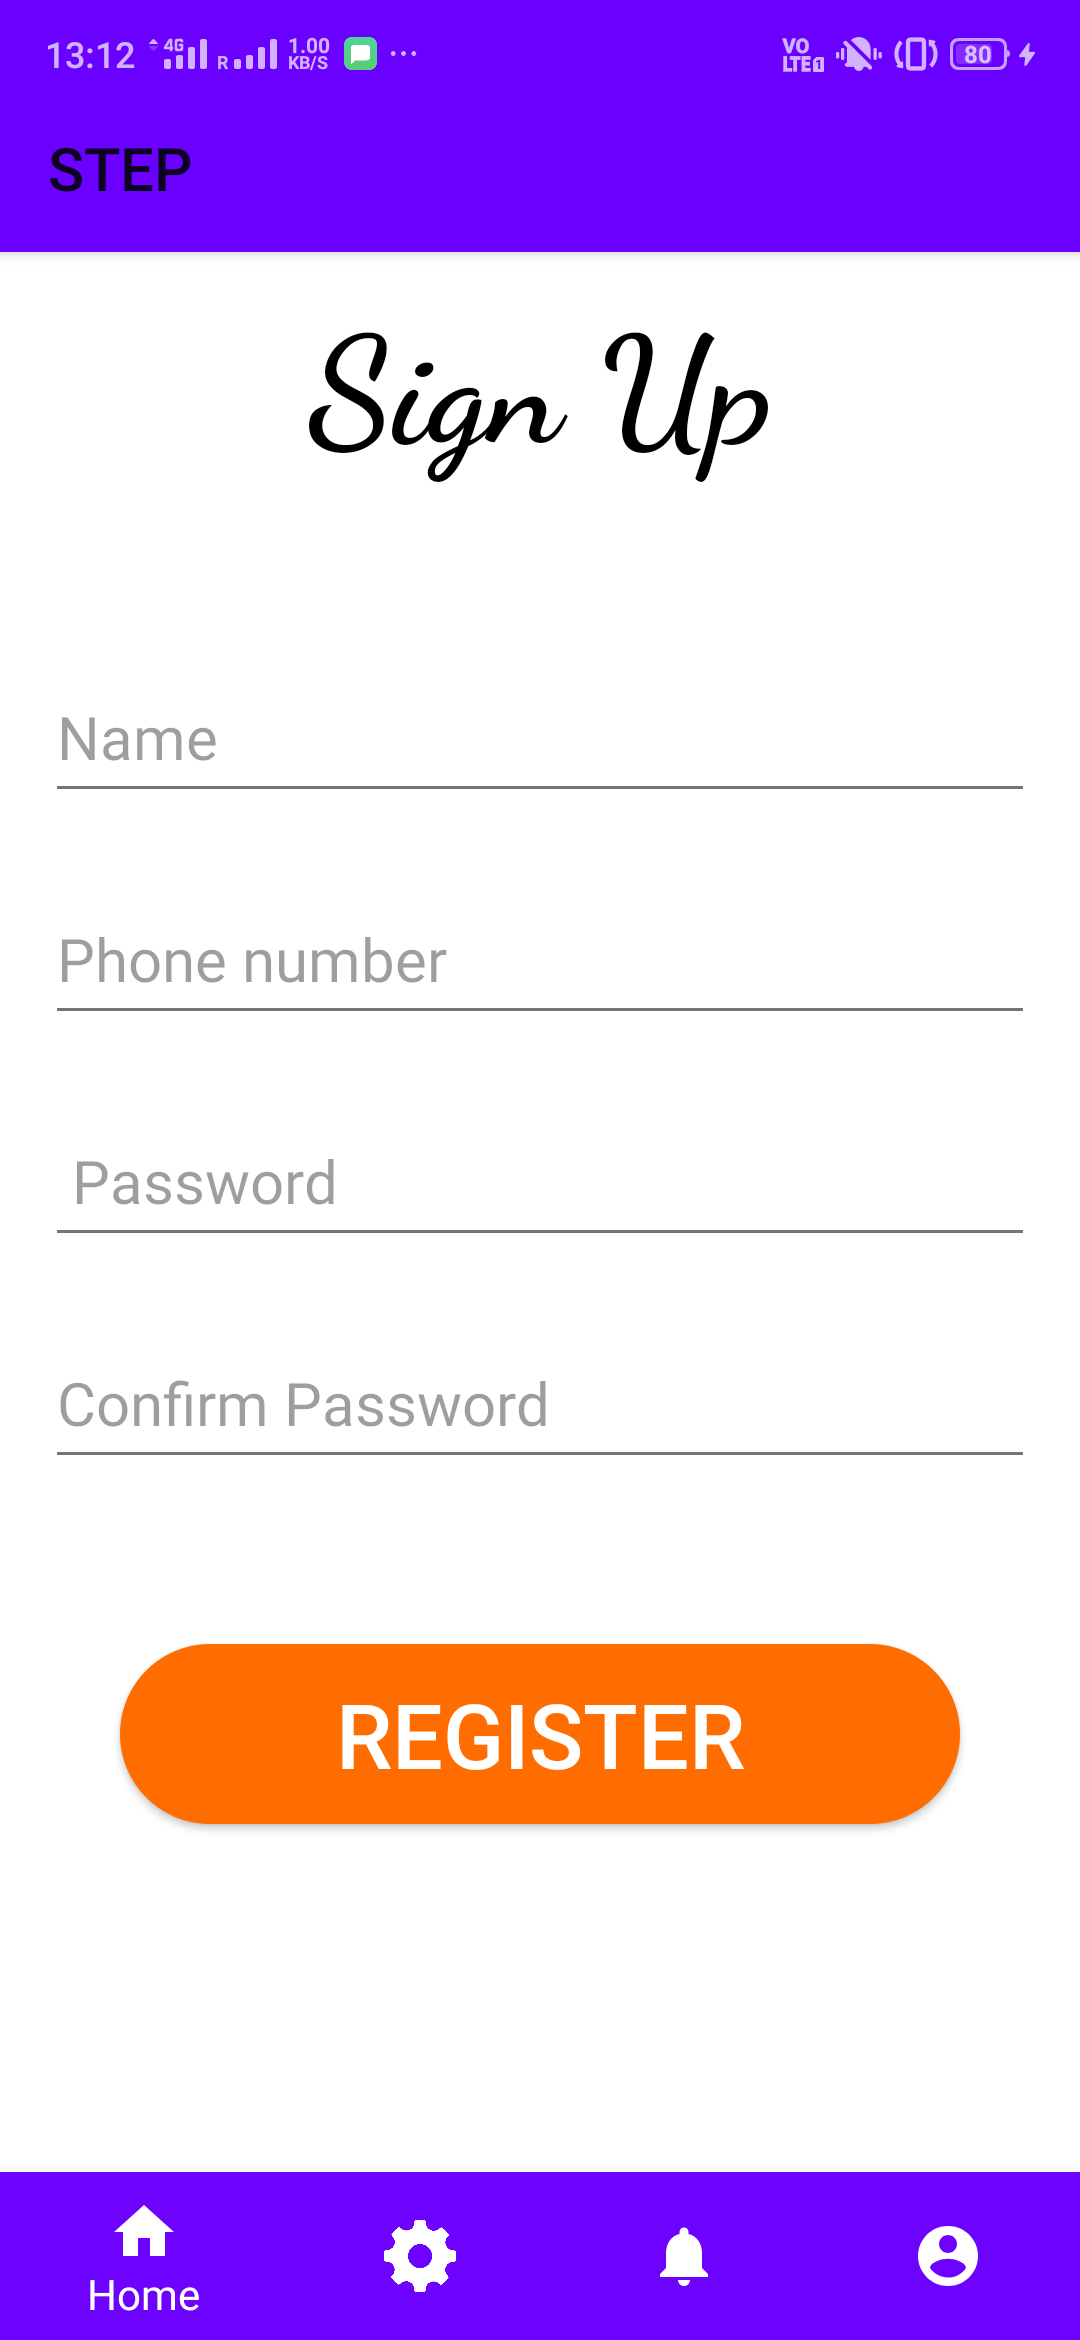 13:12 4G R 1.00 KB/S ... VO LTE1 80
STEP
Sign Up
Name
Phone number
Password
Confirm Password
REGISTER
Home